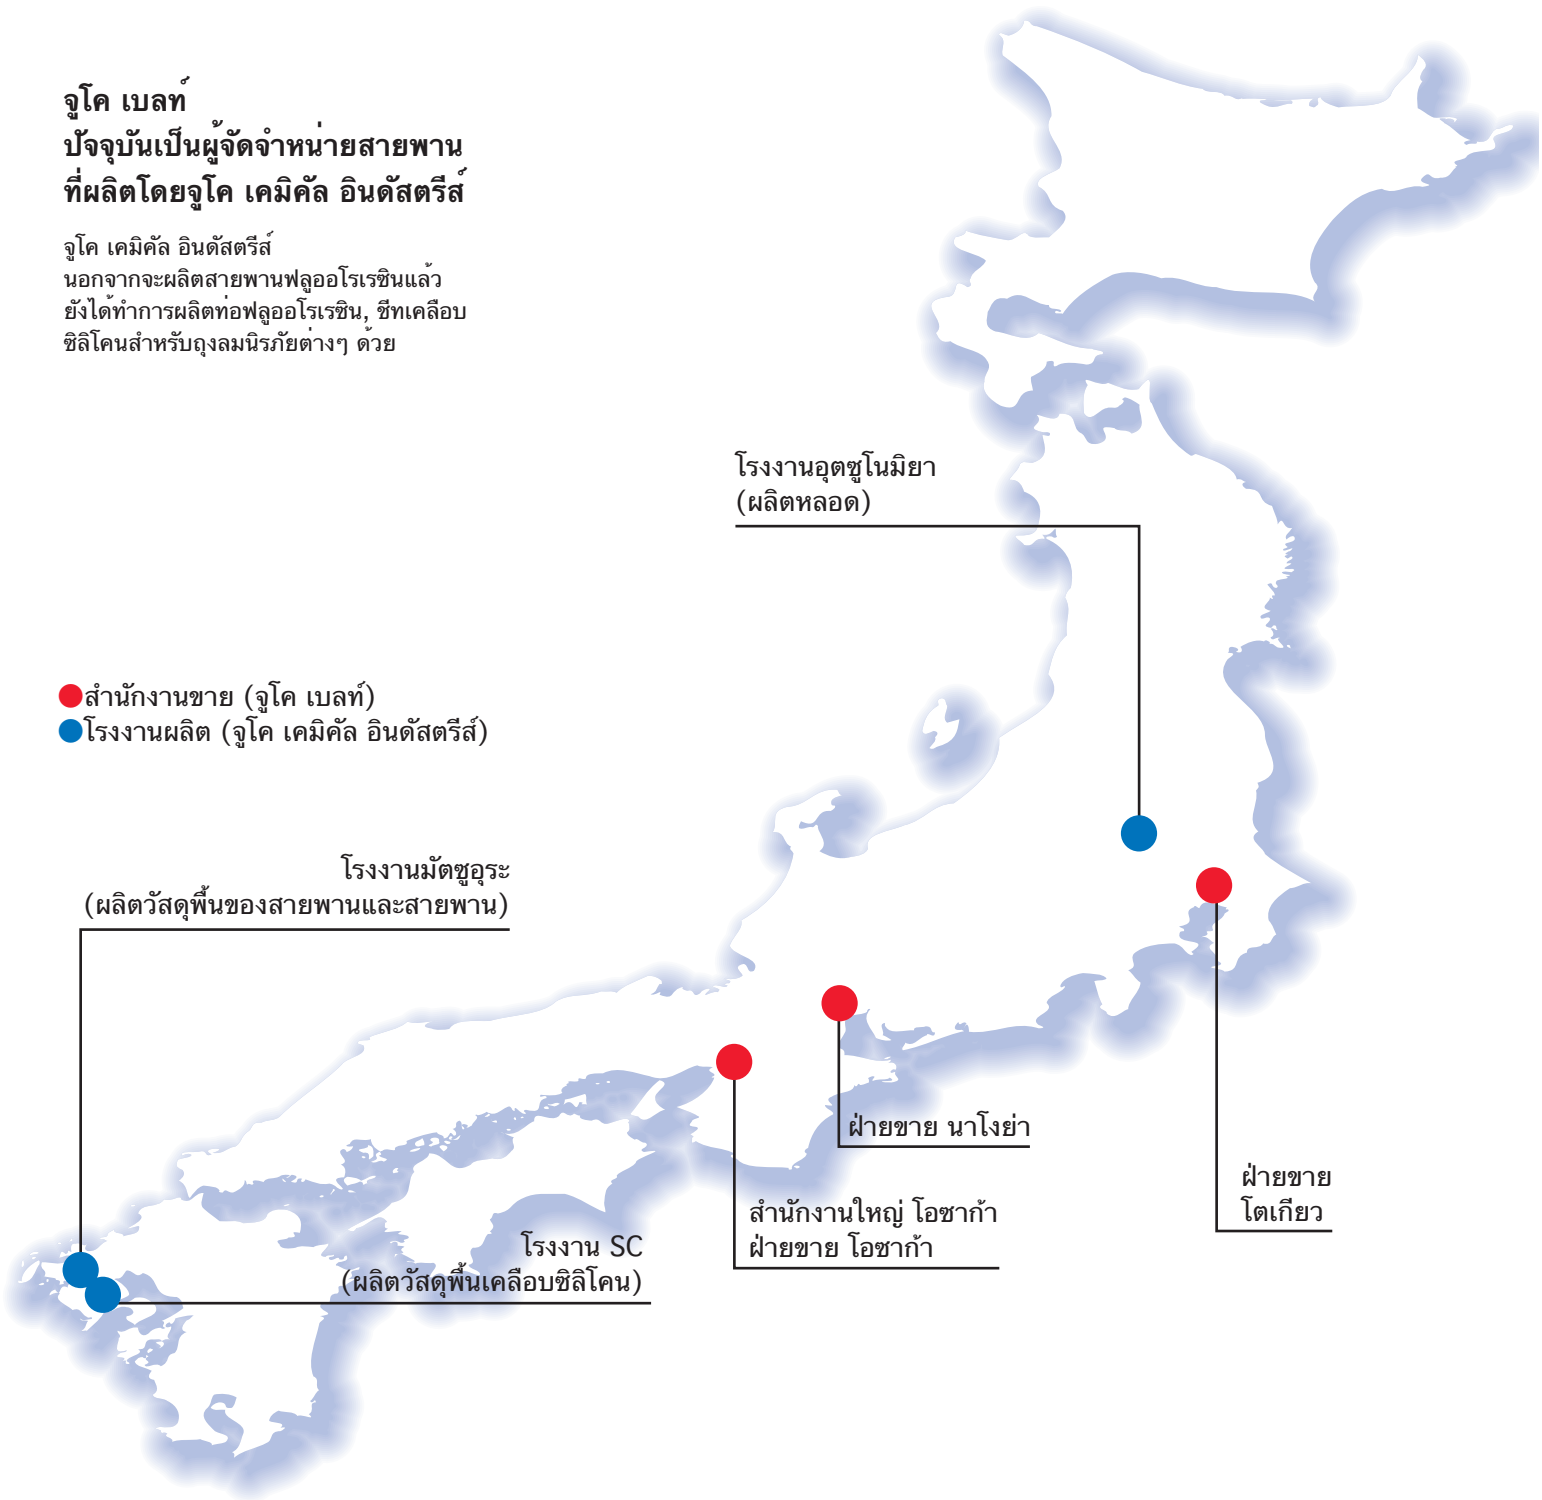 จูโค เบลท์
ปัจจุบันเป็นผู้จัดจำหน่ายสายพาน
ที่ผลิตโดยจูโค เคมิคัล อินดัสตรีส์
จูโค เคมิคัล อินดัสตรีส์
นอกจากจะผลิตสายพานฟลูออโรเรซินแล้ว
ยังได้ทำการผลิตท่อฟลูออโรเรซิน, ชีทเคลือบ
ซิลิโคนสำหรับถุงลมนิรภัยต่างๆ ด้วย
โรงงานอุตซูโนมิยา
(ผลิตหลอด)
สำนักงานขาย (จูโค เบลท์)
โรงงานผลิต (จูโค เคมิคัล อินดัสตรีส์)
โรงงานมัตซูอุระ
(ผลิตวัสดุพื้นของสายพานและสายพาน)
ฝ่ายขาย นาโงย่า
ฝ่ายขาย
โตเกียว
สำนักงานใหญ่ โอซาก้า
ฝ่ายขาย โอซาก้า
โรงงาน SC
(ผลิตวัสดุพื้นเคลือบซิลิโคน)